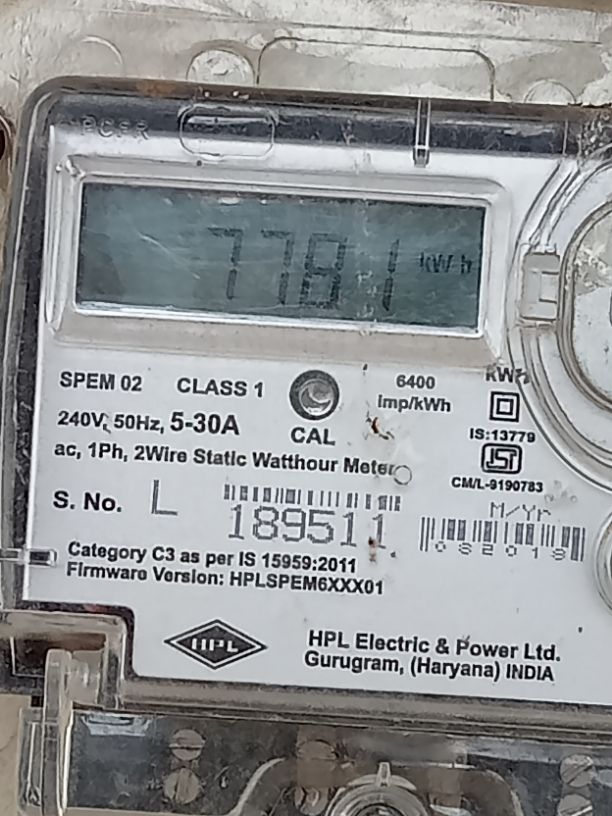 7781 kWh
SPEM 02 CLASS 1
6400
Imp/kWh
kWh
240V, 50Hz, 5-30A
CAL
IS:13779
ac, 1Ph, 2Wire Static Watthour Meter
CM/L-9190783
S. No. L 189511
M/Yr
082018
Category C3 as per IS 15959:2011
Firmware Version: HPLSPEM6XXX01
HPL
HPL Electric & Power Ltd.
Gurugram, (Haryana) INDIA